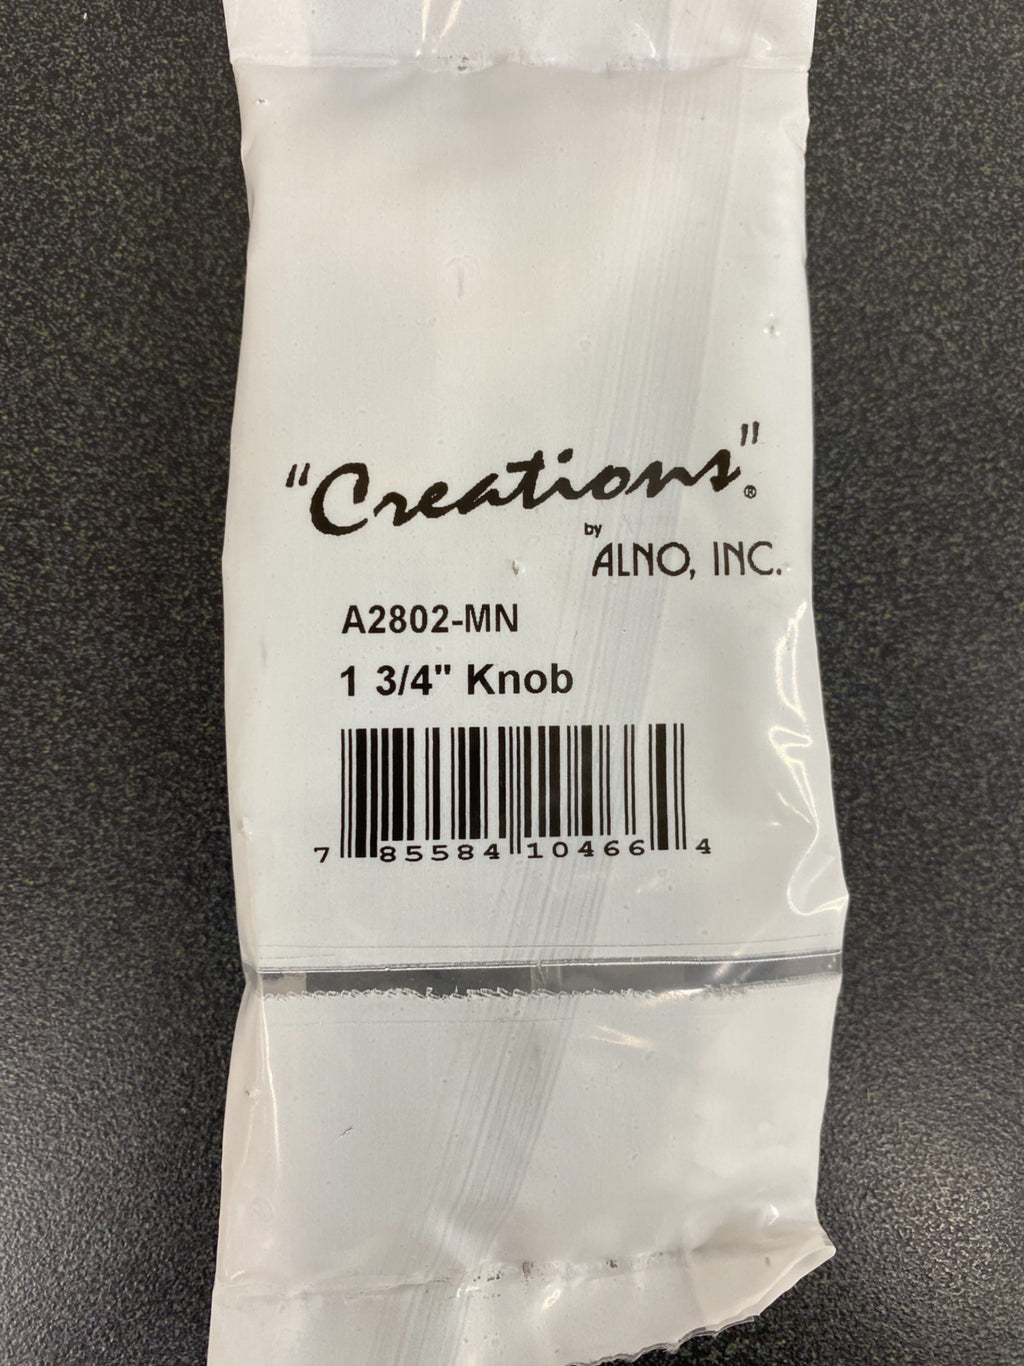 "Creations"®
by
ALNO, INC.
A2802-MN
1 3/4" Knob
7 85584 10466 4